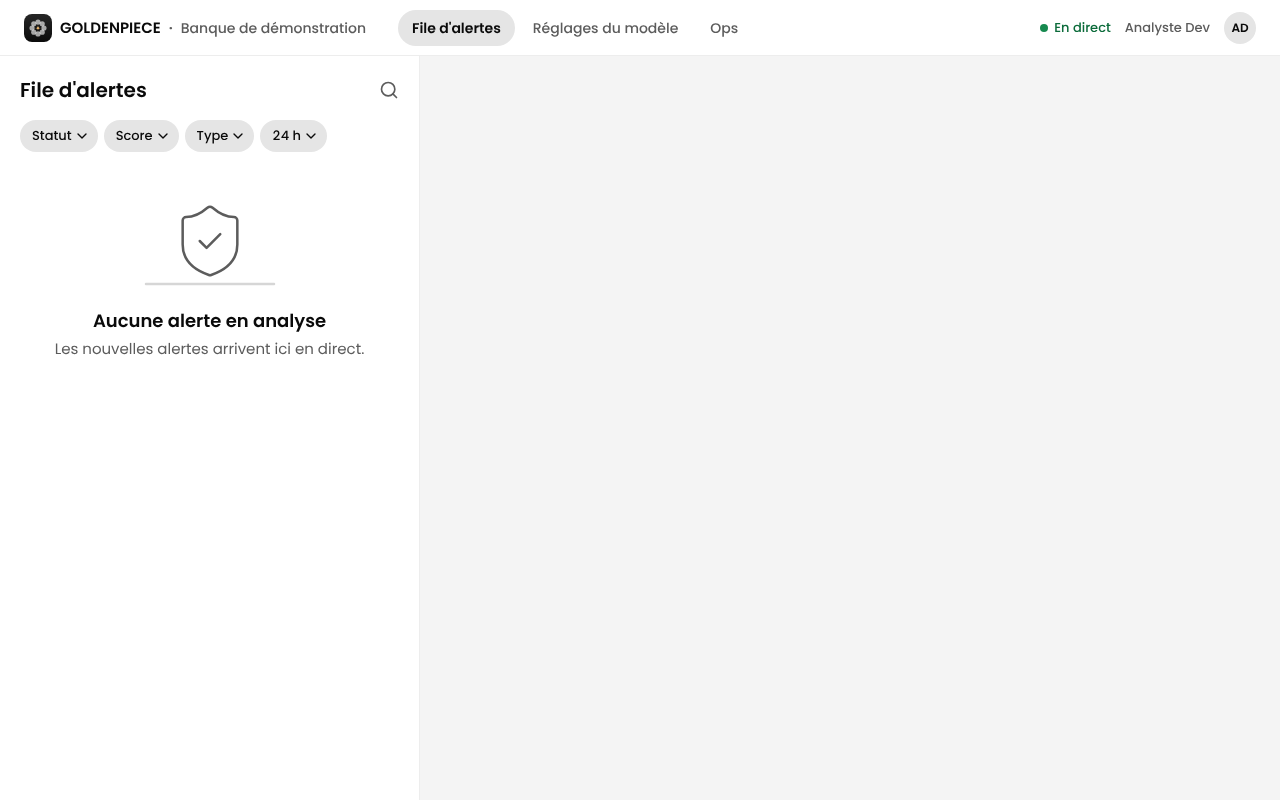 GOLDENPIECE · Banque de démonstration
File d'alertes
Réglages du modèle
Ops
En direct
Analyste Dev
AD
File d'alertes
Statut
Score
Type
24 h
Aucune alerte en analyse
Les nouvelles alertes arrivent ici en direct.